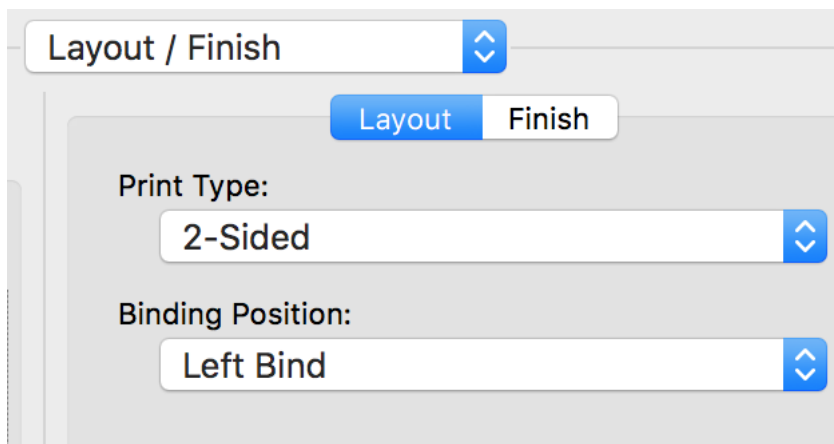 Layout / Finish
Layout Finish
Print Type:
2-Sided
Binding Position:
Left Bind